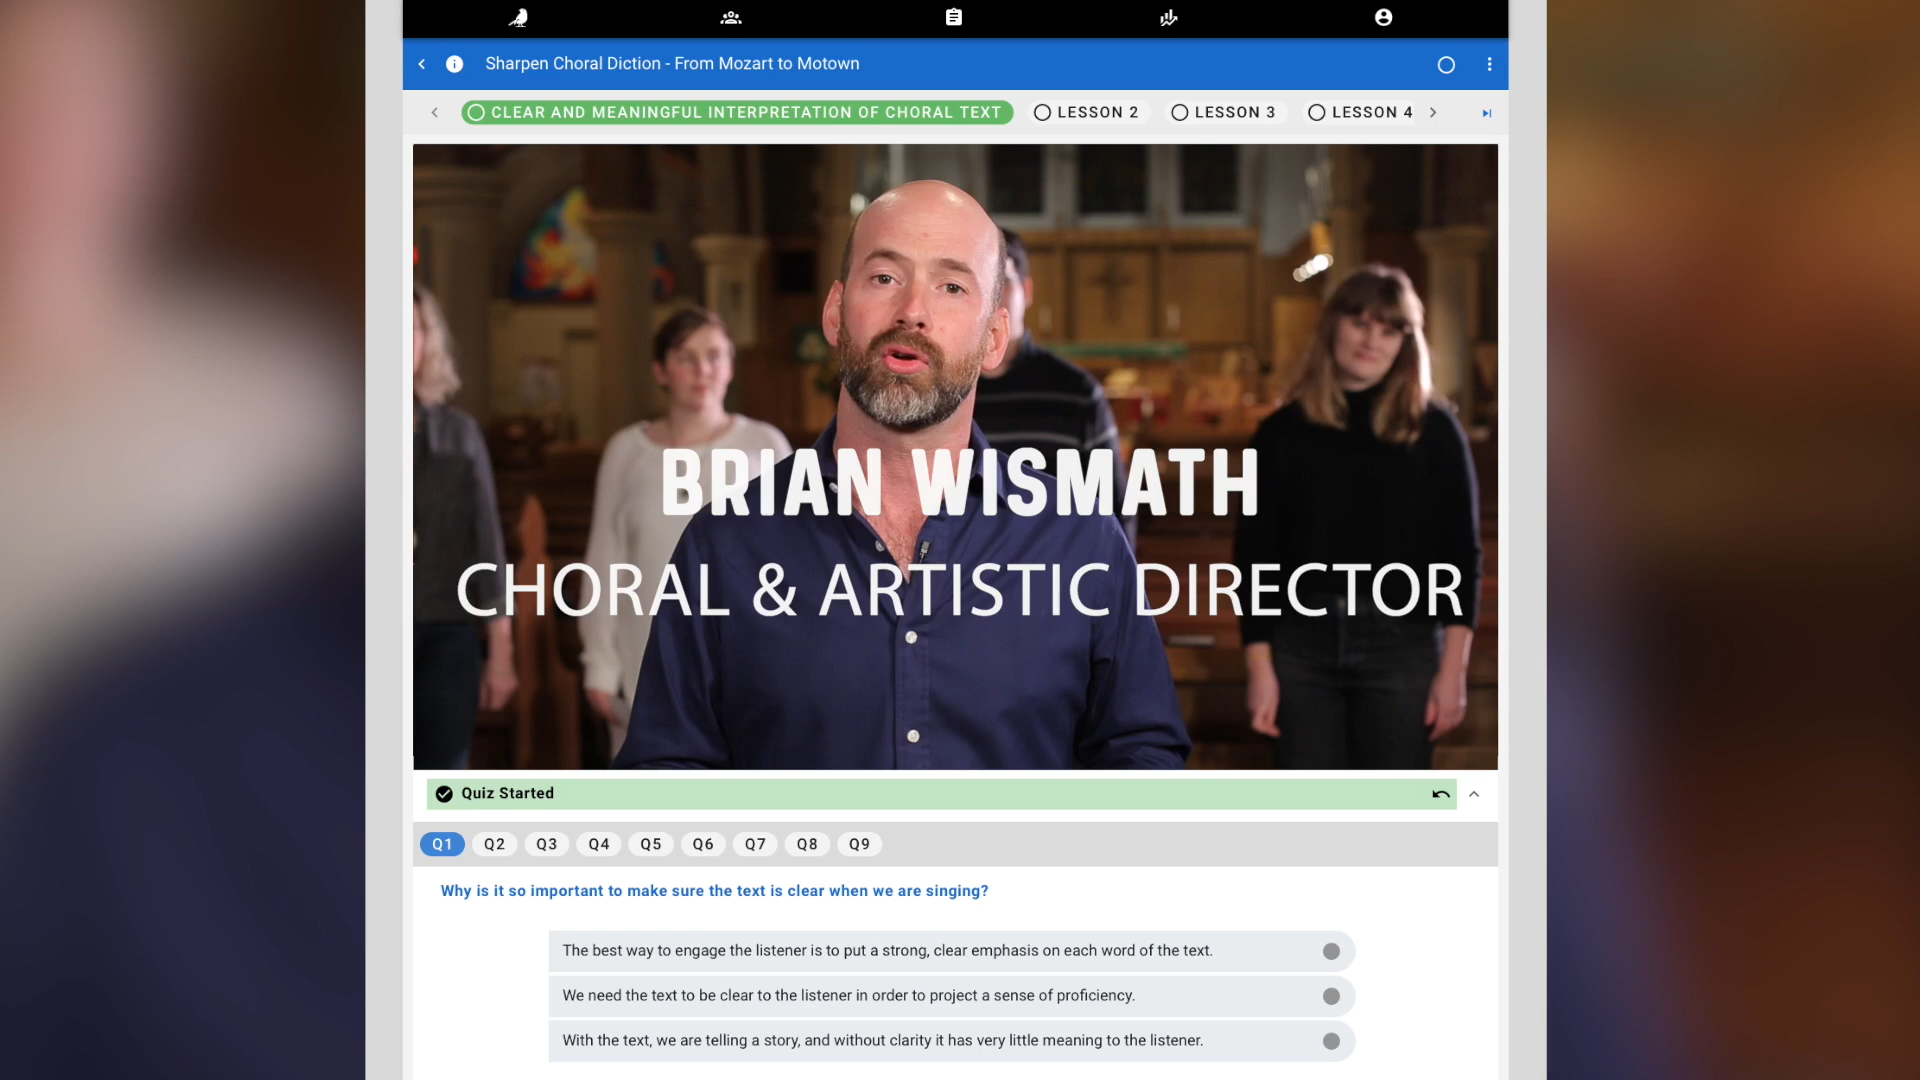 Sharpen Choral Diction - From Mozart to Motown
CLEAR AND MEANINGFUL INTERPRETATION OF CHORAL TEXT
LESSON 2
LESSON 3
LESSON 4
BRIAN WISMATH
CHORAL & ARTISTIC DIRECTOR
Quiz Started
Q1 Q2 Q3 Q4 Q5 Q6 Q7 Q8 Q9
Why is it so important to make sure the text is clear when we are singing?
The best way to engage the listener is to put a strong, clear emphasis on each word of the text.
We need the text to be clear to the listener in order to project a sense of proficiency.
With the text, we are telling a story, and without clarity it has very little meaning to the listener.